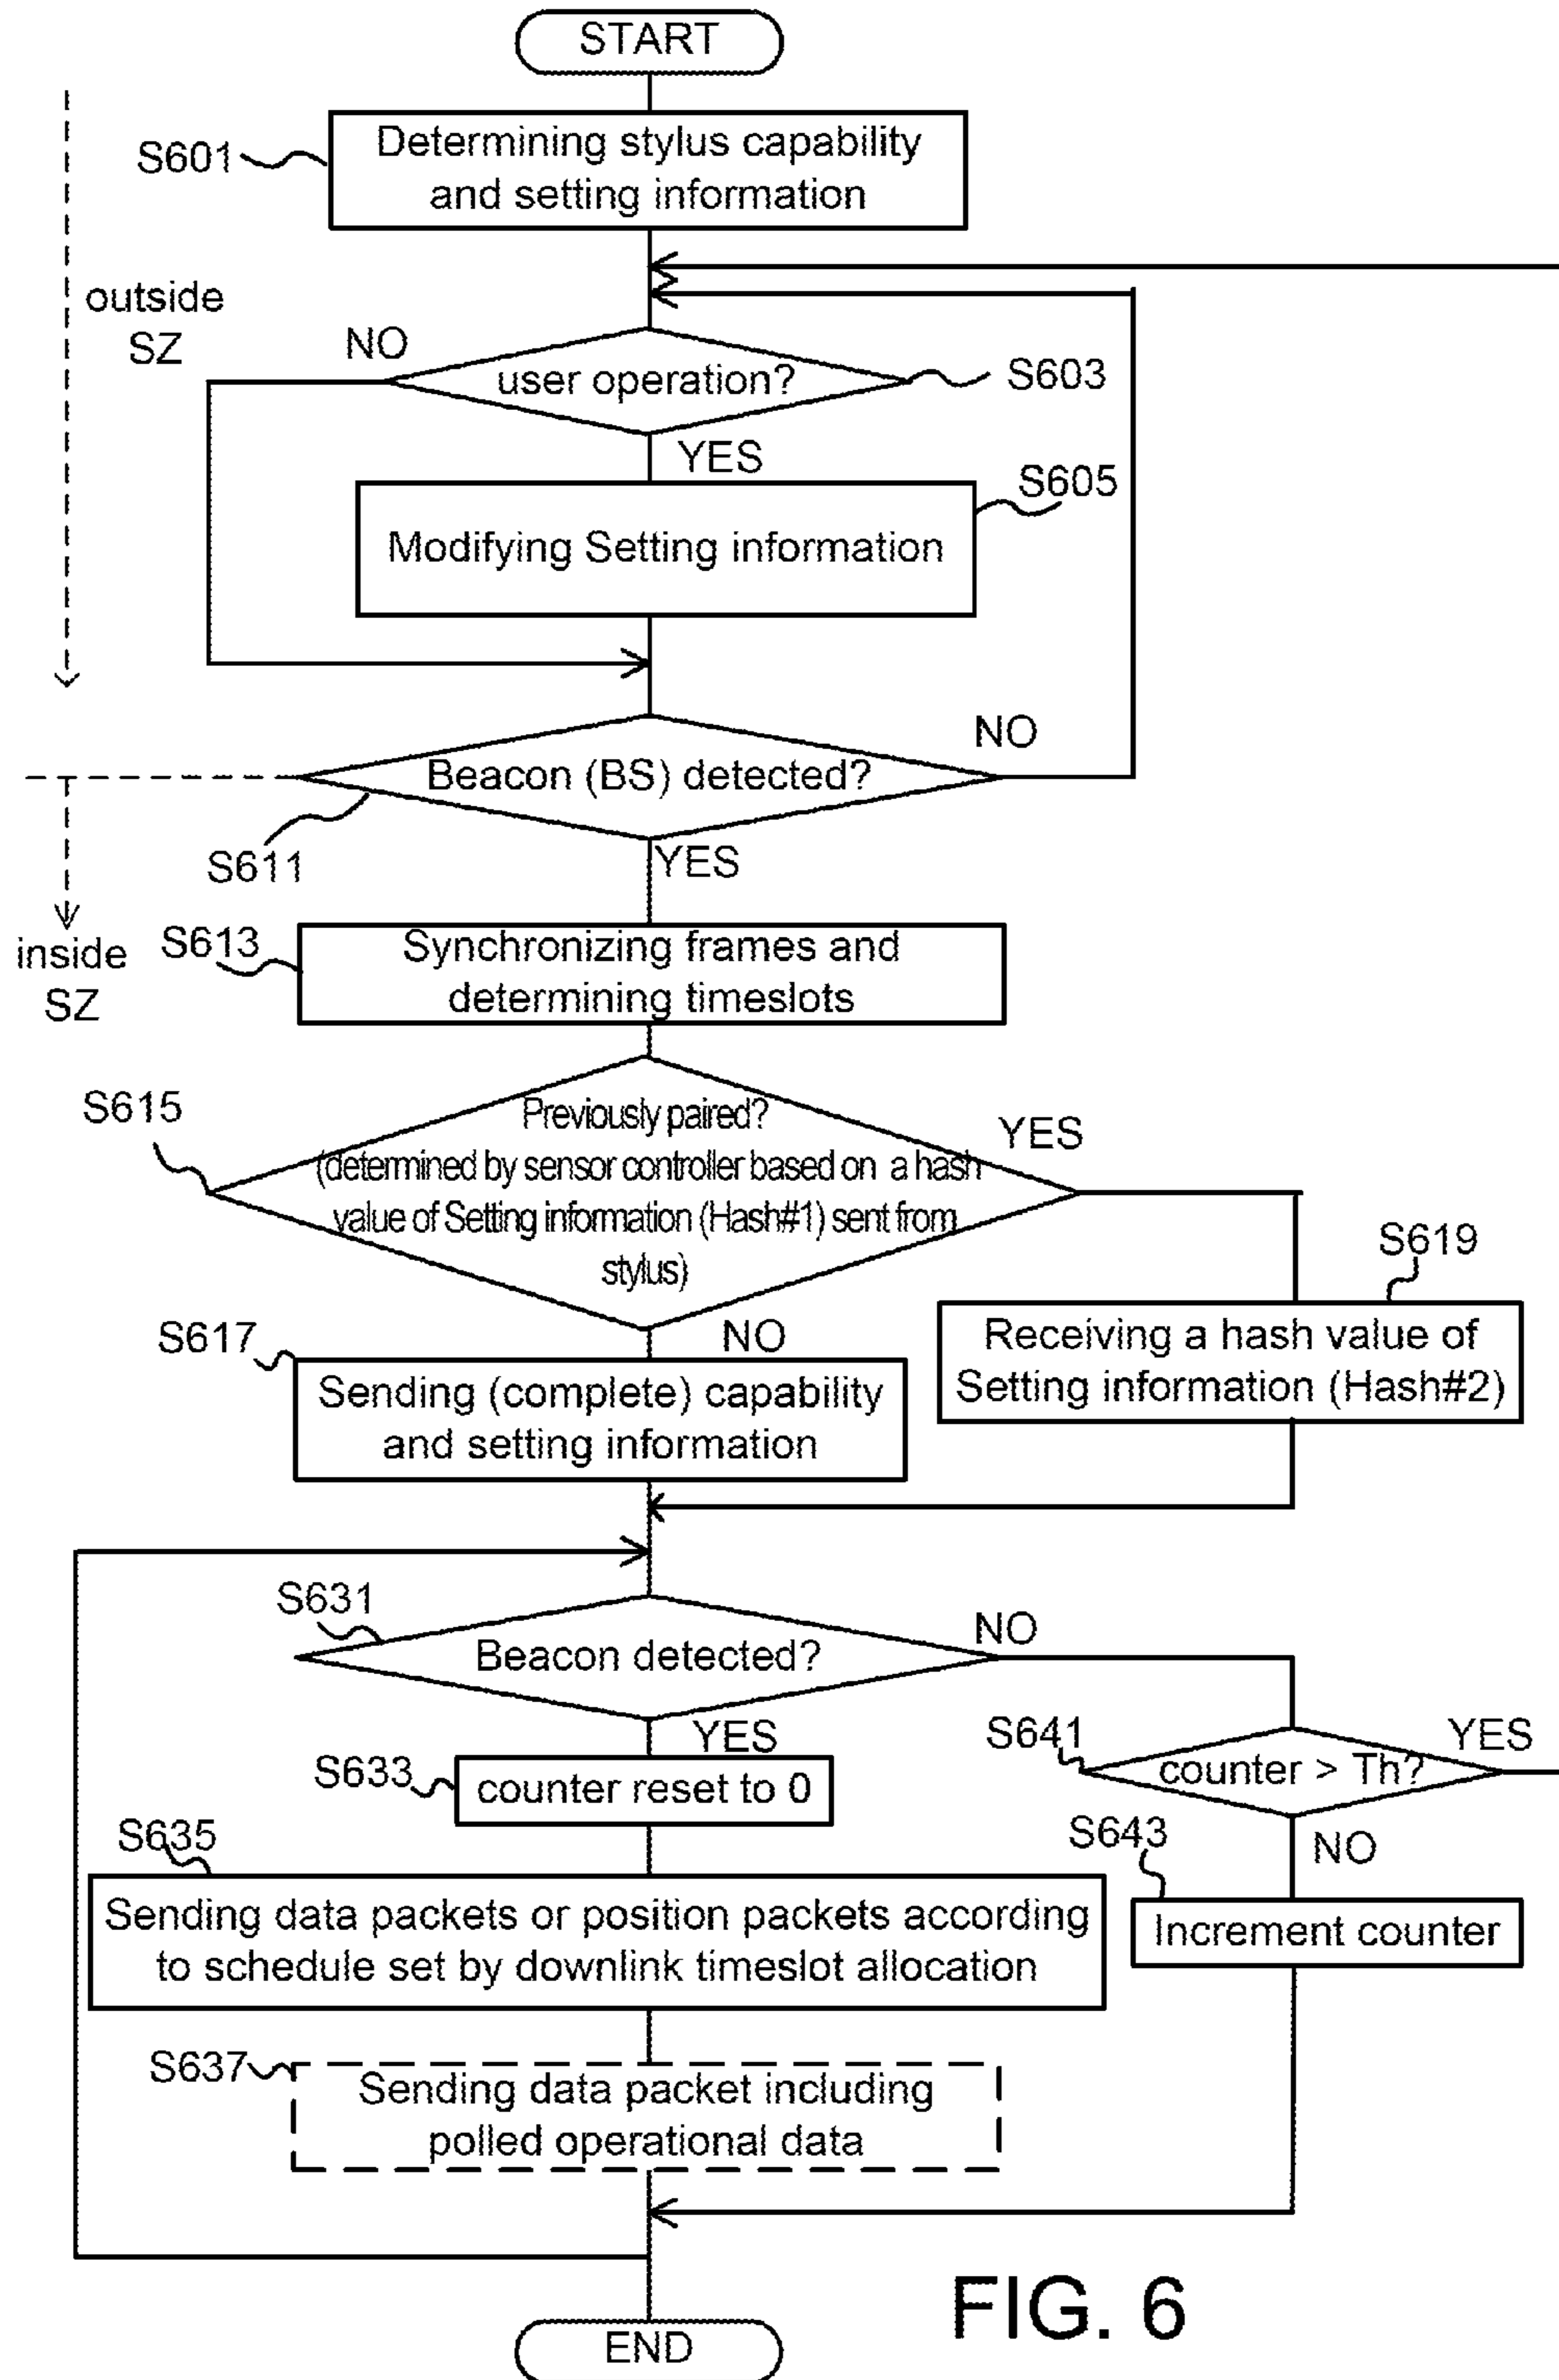 START
S601
Determining stylus capability
and setting information
outside
SZ
NO
user operation?
S603
YES
S605
Modifying Setting information
NO
Beacon (BS) detected?
S611
YES
inside
SZ
S613
Synchronizing frames and
determining timeslots
S615
Previously paired?
(determined by sensor controller based on a hash
value of Setting information (Hash#1) sent from
stylus)
YES
S619
Receiving a hash value of
Setting information (Hash#2)
S617
NO
Sending (complete) capability
and setting information
S631
Beacon detected?
NO
YES
S641
counter > Th?
YES
S633
counter reset to 0
S643
NO
Increment counter
S635
Sending data packets or position packets according
to schedule set by downlink timeslot allocation
S637
Sending data packet including
polled operational data
FIG. 6
END